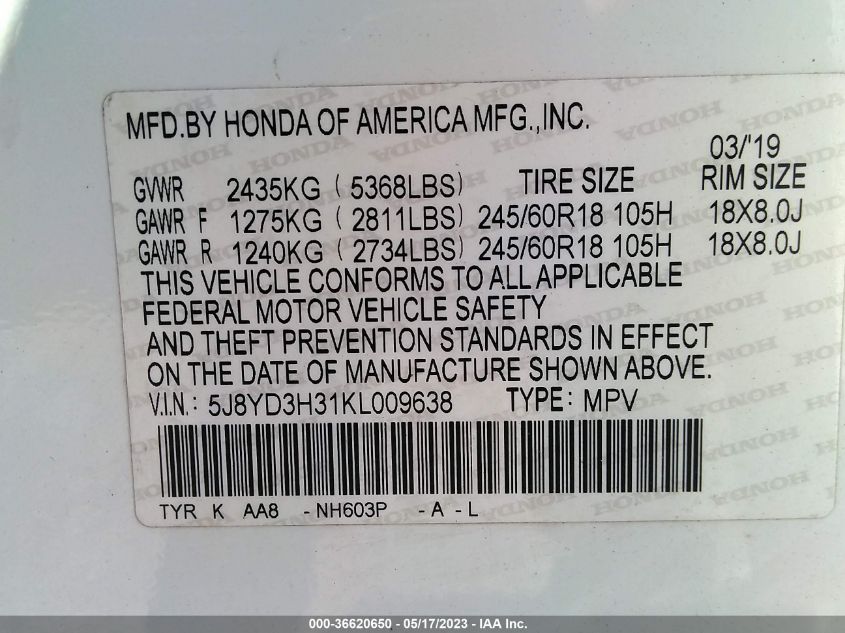 MFD.BY HONDA OF AMERICA MFG.,INC.
03/'19
GVWR 2435KG ( 5368LBS) TIRE SIZE RIM SIZE
GAWR F 1275KG ( 2811LBS) 245/60R18 105H 18X8.0J
GAWR R 1240KG ( 2734LBS) 245/60R18 105H 18X8.0J
THIS VEHICLE CONFORMS TO ALL APPLICABLE
FEDERAL MOTOR VEHICLE SAFETY
AND THEFT PREVENTION STANDARDS IN EFFECT
ON THE DATE OF MANUFACTURE SHOWN ABOVE.
V.I.N.: 5J8YD3H31KL009638 TYPE: MPV
TYR K AA8 -NH603P -A -L
000-36620650 — 05/17/2023 — IAA Inc.